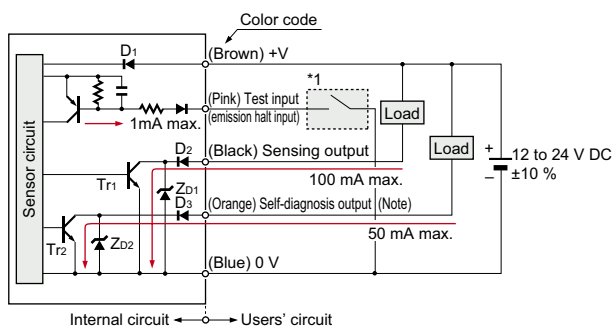 Color code
D1
(Brown) +V
*1
(Pink) Test input
(emission halt input)
1mA max.
Load
Load
Sensor circuit
D2
(Black) Sensing output
+
12 to 24 V DC
–
±10 %
Tr1
ZD1
100 mA max.
D3
(Orange) Self-diagnosis output (Note)
Tr2
ZD2
50 mA max.
(Blue) 0 V
Internal circuit
Users' circuit